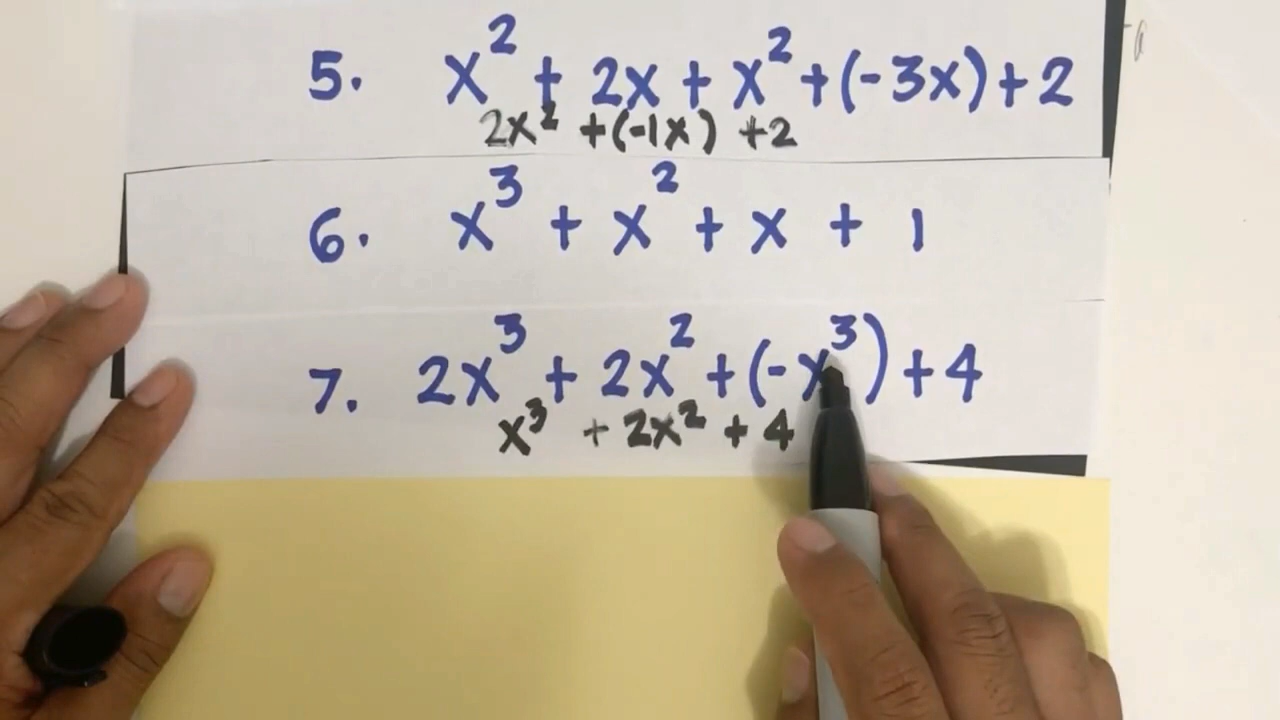 5. x² + 2x + x² + (-3x) + 2
2x² + (-1x) + 2
6. x³ + x² + x + 1
7. 2x³ + 2x² + (-x³) + 4
x³ + 2x² + 4